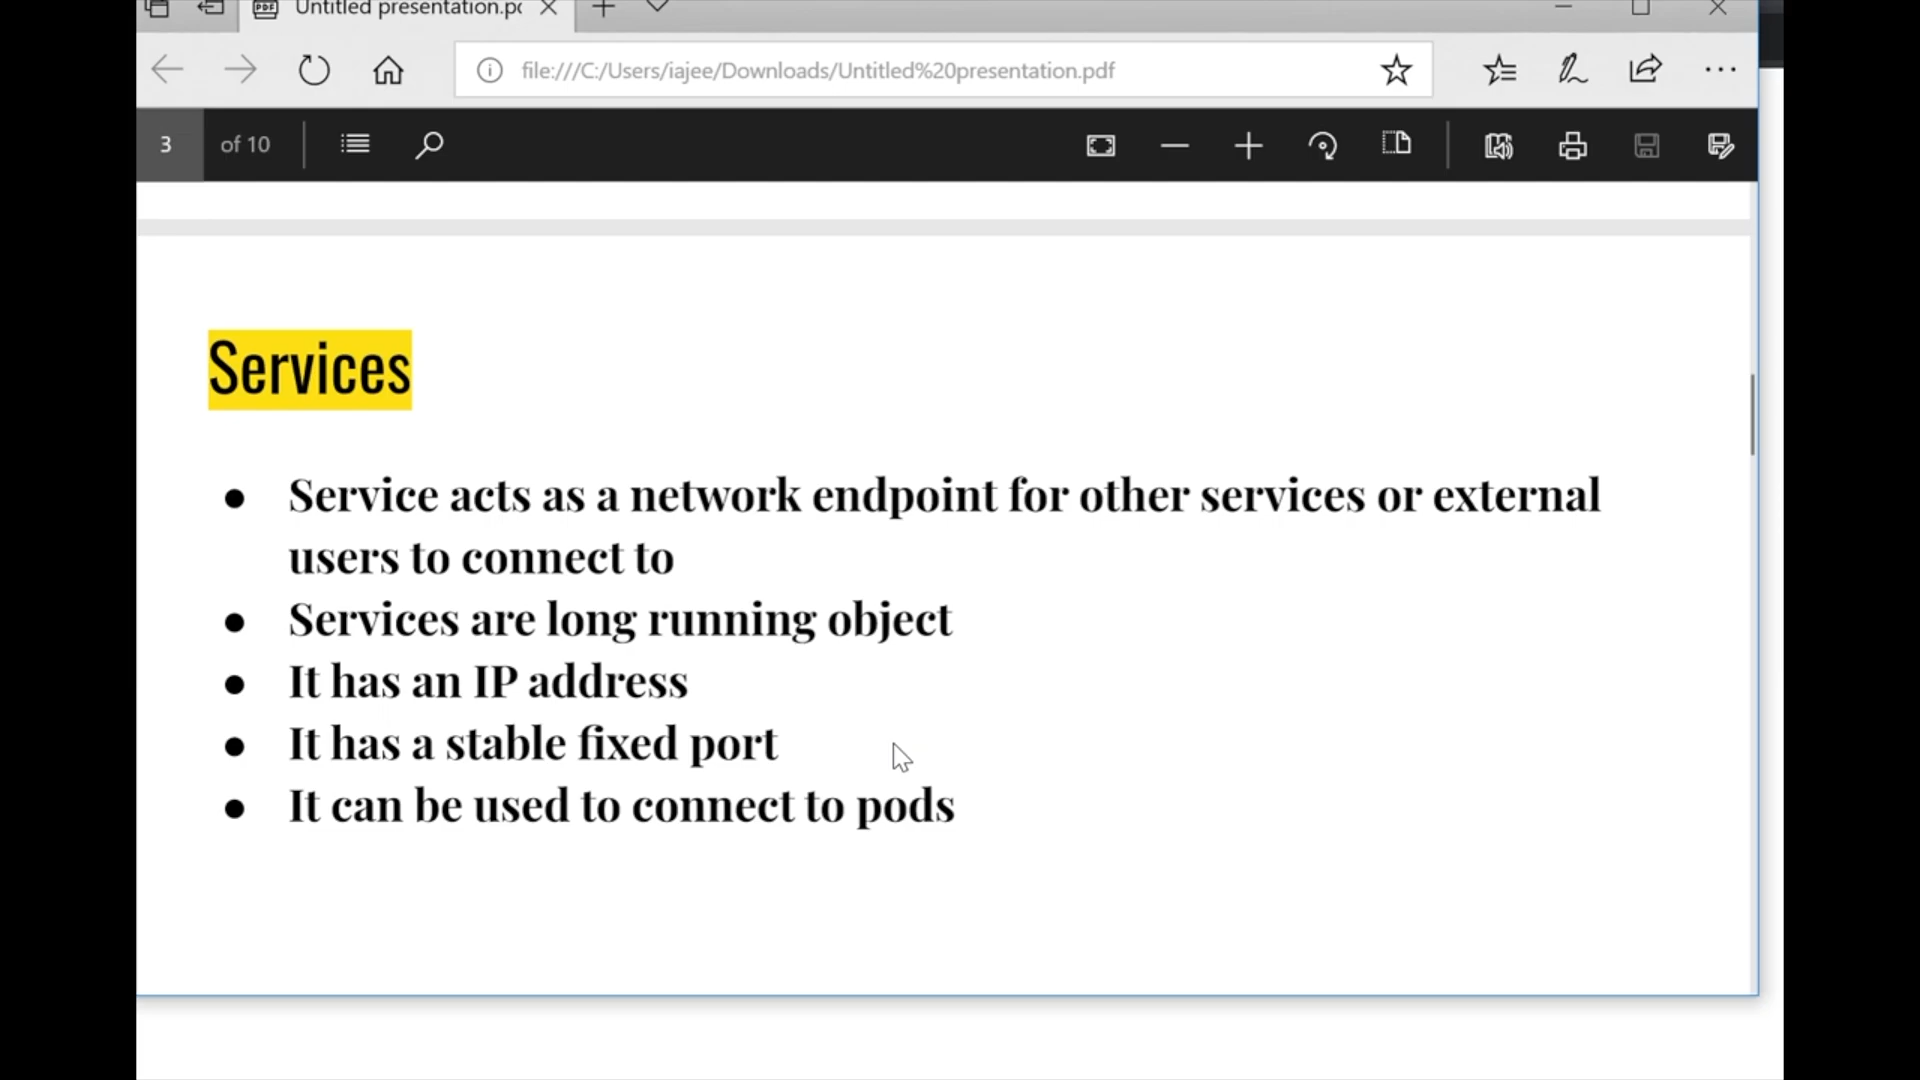 Untitled presentation.pd
file:///C:/Users/iajee/Downloads/Untitled%20presentation.pdf
3 of 10
Services
● Service acts as a network endpoint for other services or external
users to connect to
● Services are long running object
● It has an IP address
● It has a stable fixed port
● It can be used to connect to pods